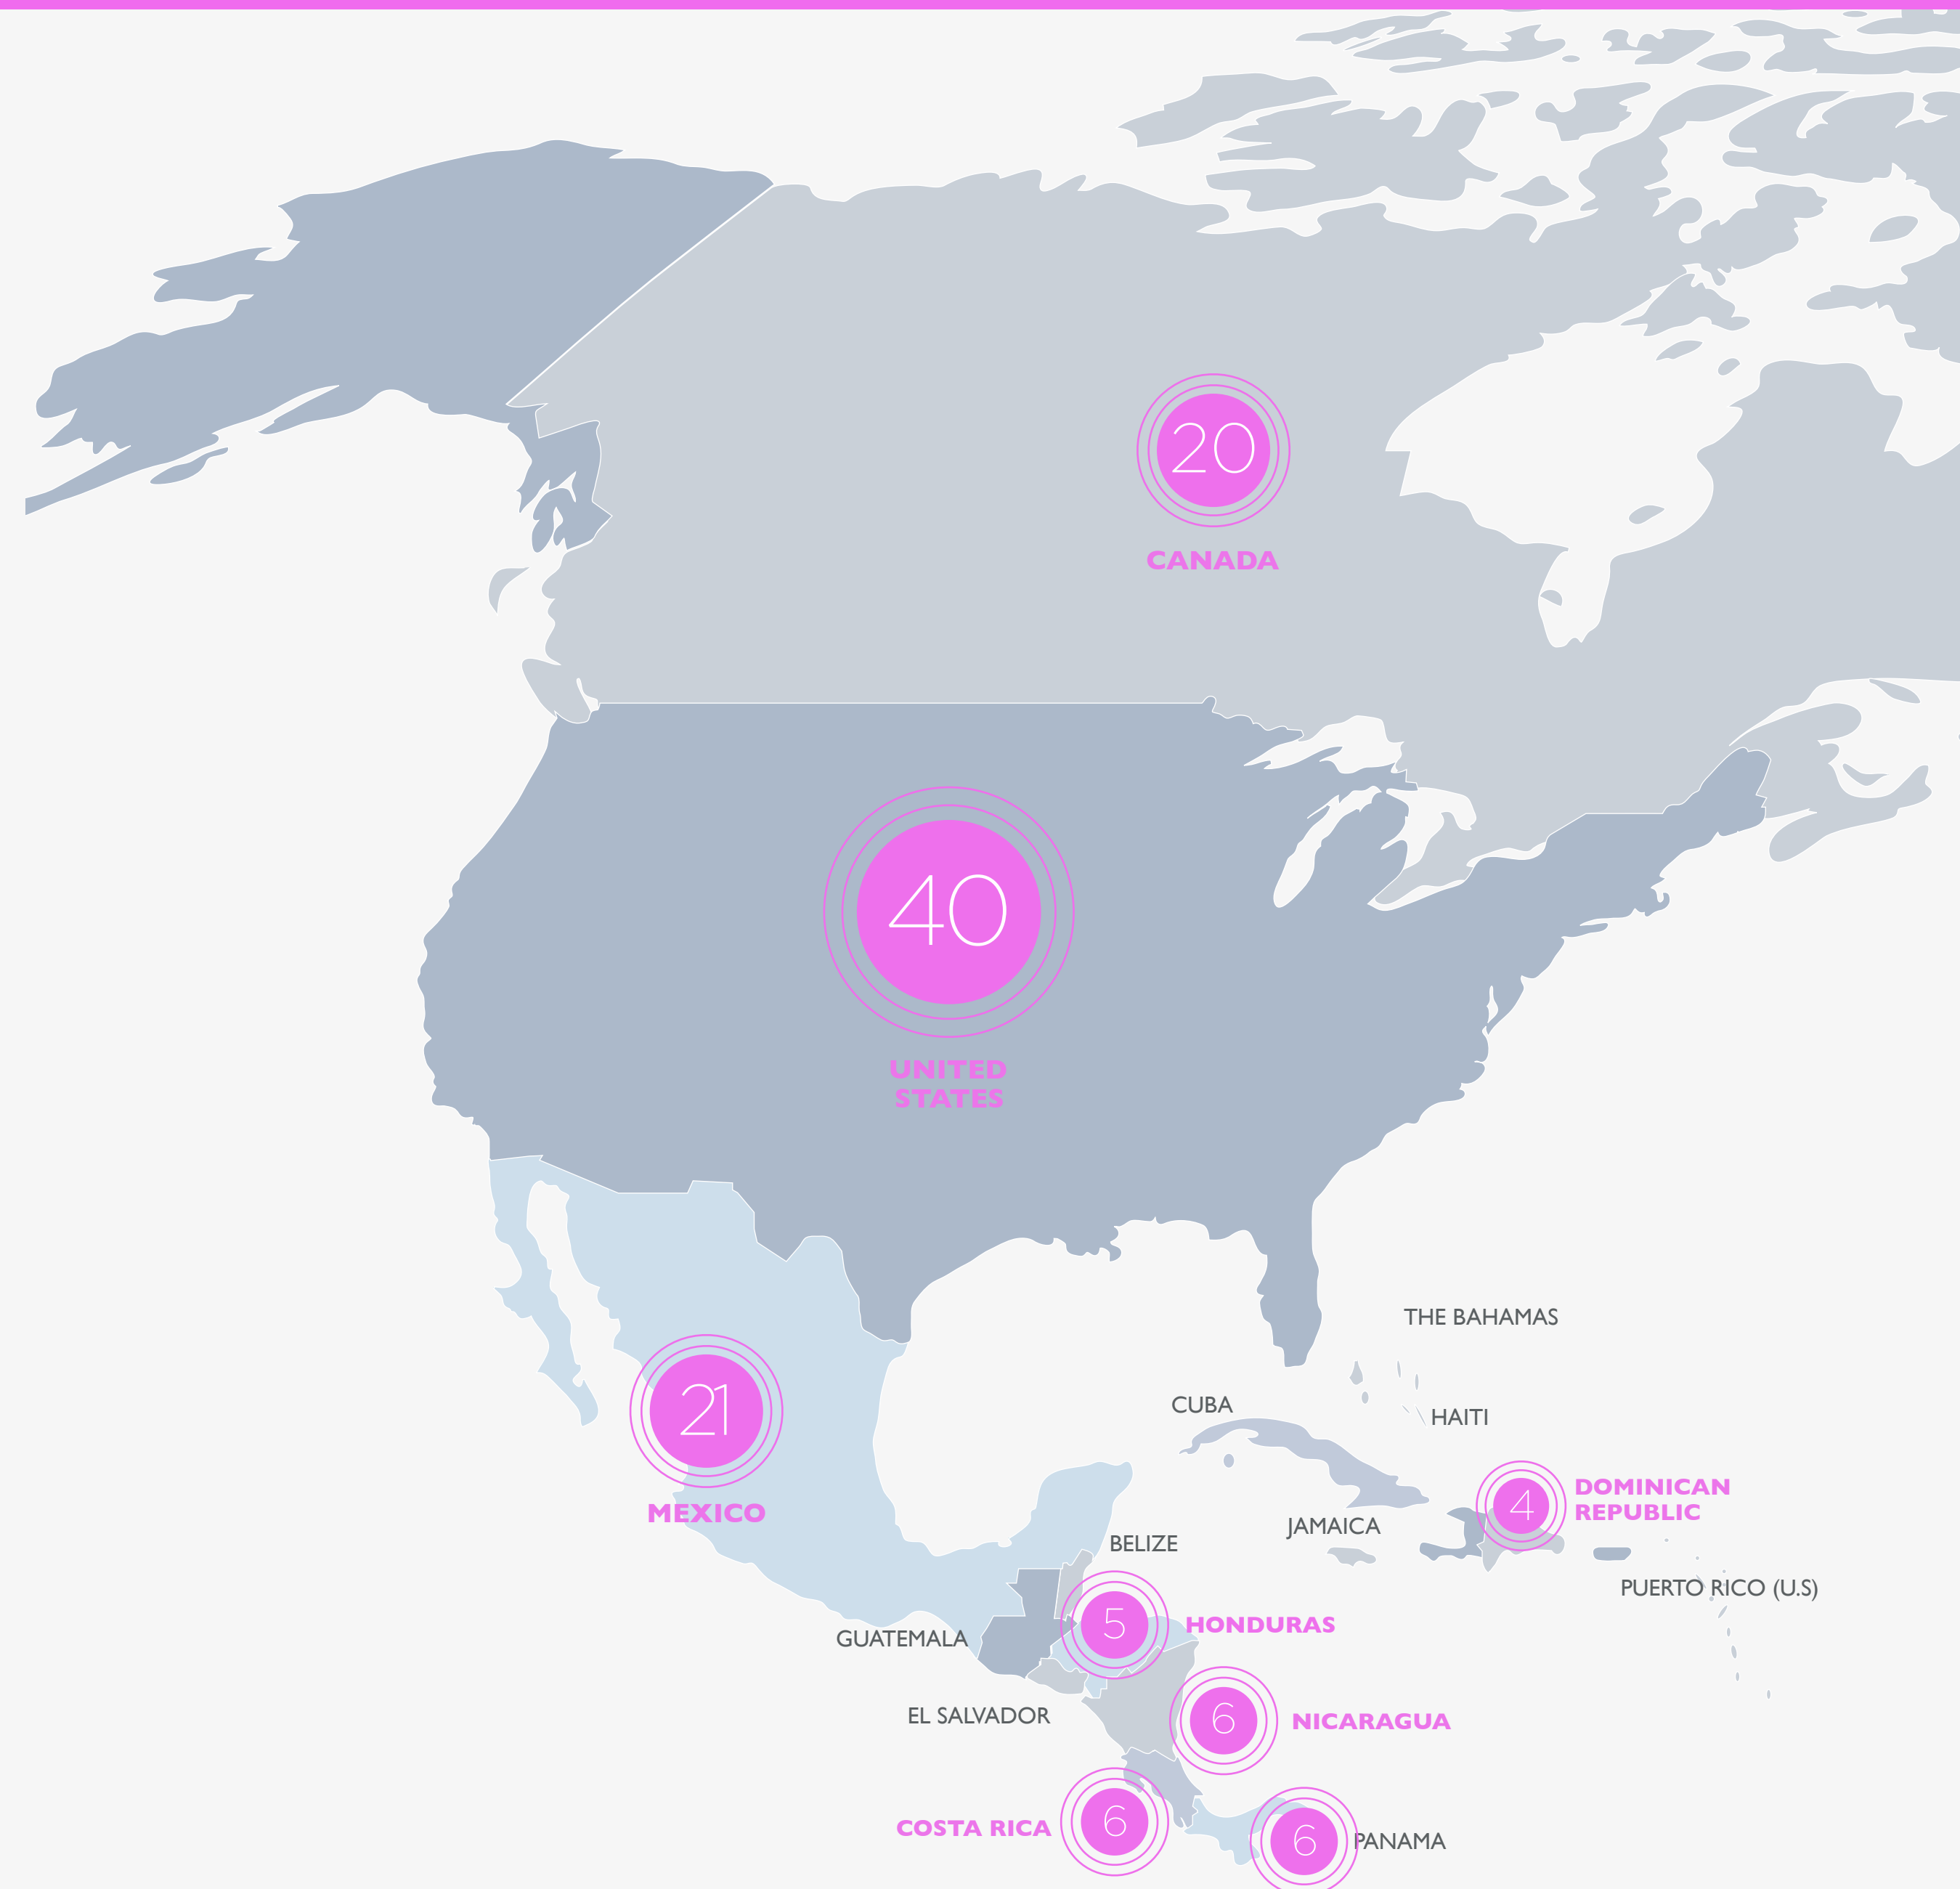 20
CANADA
40
UNITED
STATES
THE BAHAMAS
21
CUBA
HAITI
MEXICO
4
DOMINICAN
REPUBLIC
JAMAICA
BELIZE
PUERTO RICO (U.S)
5
HONDURAS
GUATEMALA
EL SALVADOR
6
NICARAGUA
COSTA RICA
6
6
PANAMA